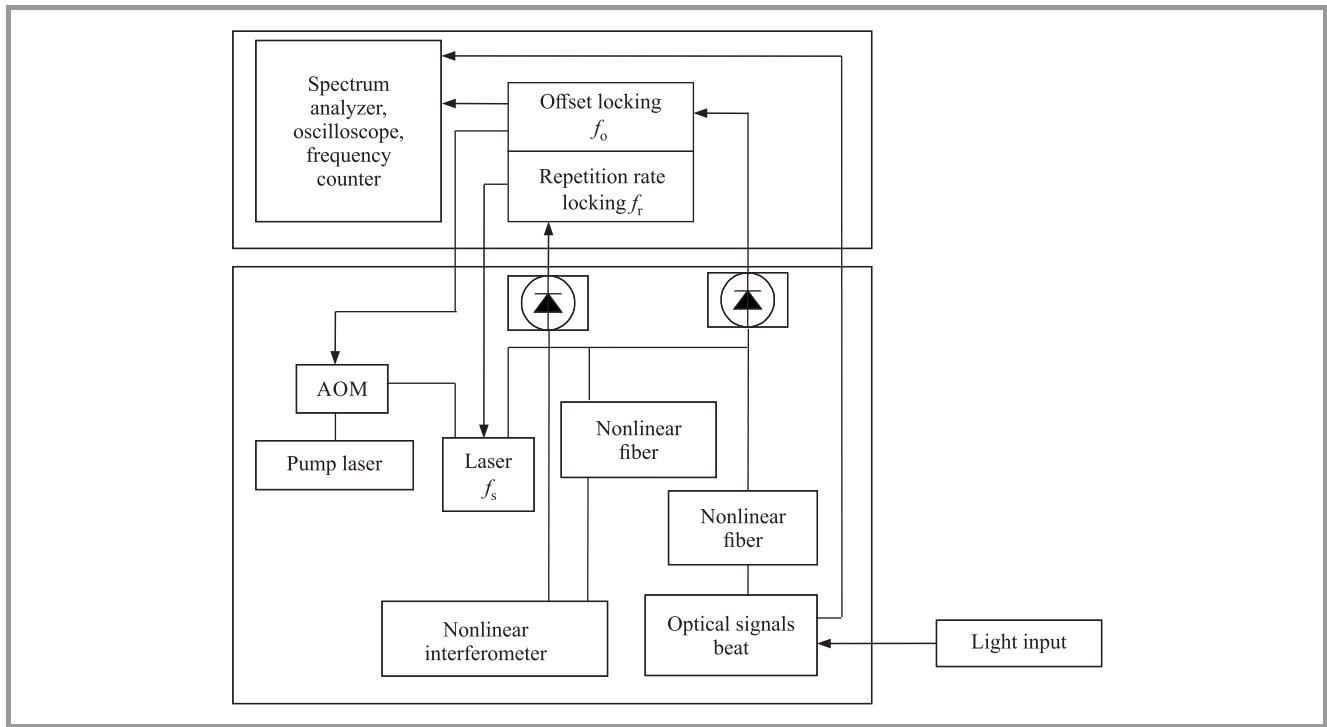 Spectrum
analyzer,
oscilloscope,
frequency
counter
Offset locking
fo
Repetition rate
locking fr
AOM
Pump laser
Laser
fs
Nonlinear
fiber
Nonlinear
fiber
Nonlinear
interferometer
Optical signals
beat
Light input